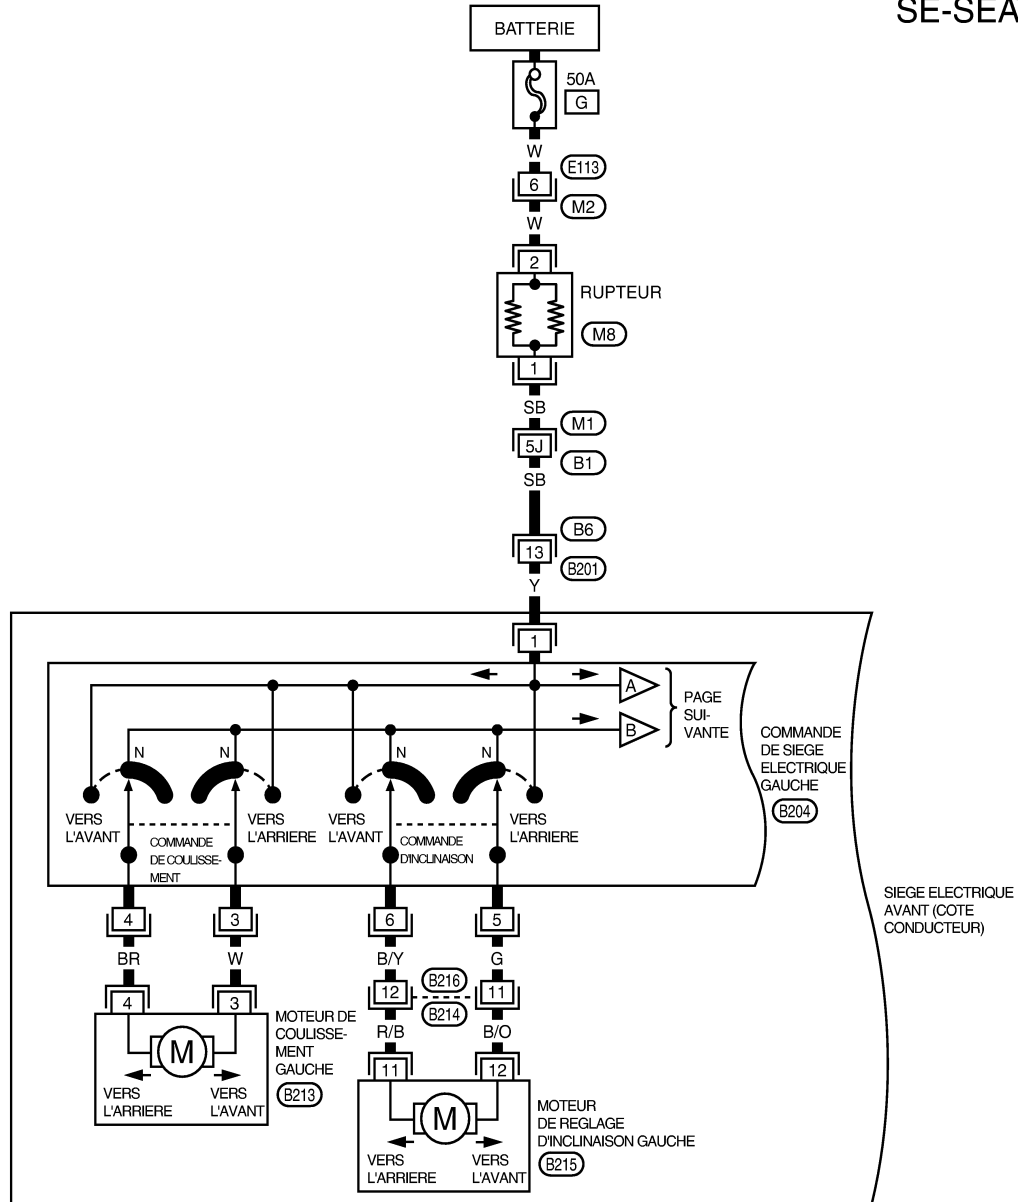 SE-SEA
BATTERIE
50A
G
W
E113
6
M2
W
2
RUPTEUR
M8
1
SB
M1
5J
B1
SB
B6
13
B201
Y
1
A
B
PAGE
SUI-
VANTE
COMMANDE
DE SIEGE
ELECTRIQUE
GAUCHE
B204
N
N
N
N
VERS
L'AVANT
VERS
L'ARRIERE
VERS
L'AVANT
VERS
L'ARRIERE
COMMANDE
DE COULISSE-
MENT
COMMANDE
D'INCLINAISON
SIEGE ELECTRIQUE
AVANT (COTE
CONDUCTEUR)
4
3
6
5
BR
W
B/Y
G
12
B216
11
B214
4
3
R/B
B/O
MOTEUR DE
COULISSE-
MENT
GAUCHE
B213
M
VERS
L'ARRIERE
VERS
L'AVANT
11
12
M
MOTEUR
DE REGLAGE
D'INCLINAISON GAUCHE
B215
VERS
L'ARRIERE
VERS
L'AVANT